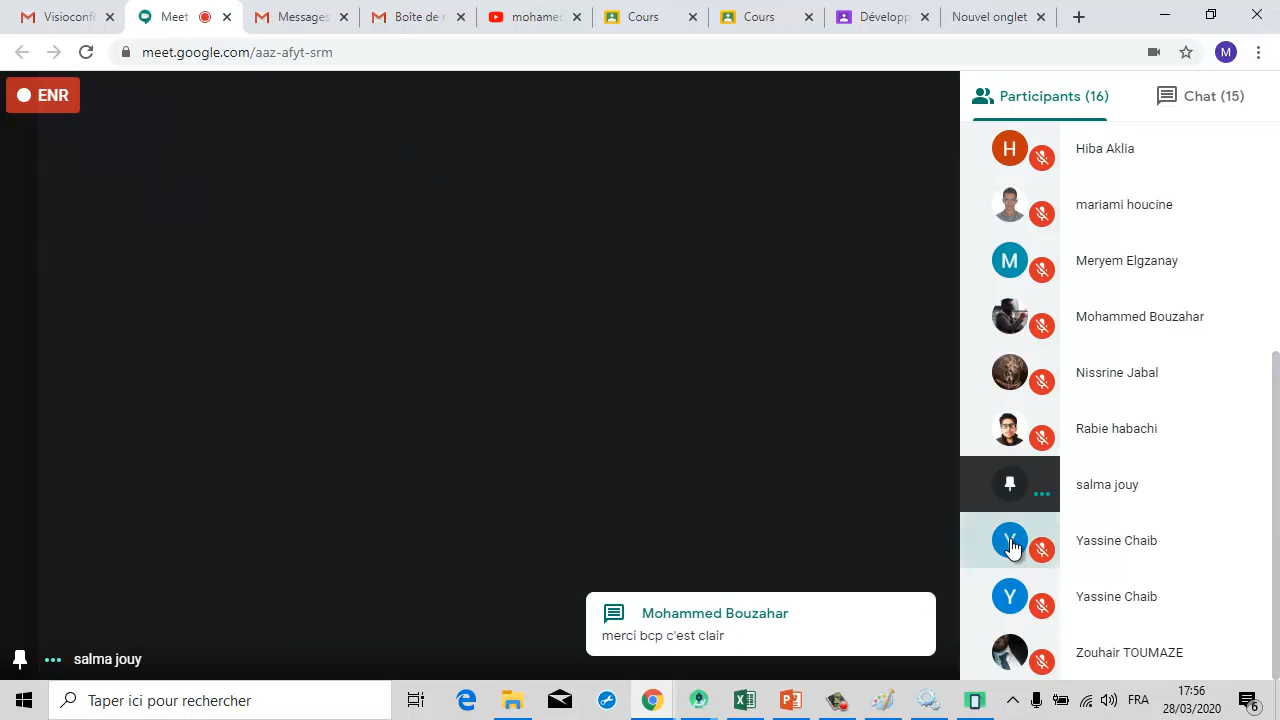 Visioconfé
Meet
Messages
Boîte de r
mohamed
Cours
Cours
Dévelop
Nouvel onglet
meet.google.com/aaz-afyt-srm
M
ENR
Participants (16)
Chat (15)
H
Hiba Aklia
mariami houcine
M
Meryem Elgzanay
Mohammed Bouzahar
Nissrine Jabal
Rabie habachi
salma jouy
Y
Yassine Chaib
Y
Yassine Chaib
Zouhair TOUMAZE
Mohammed Bouzahar
merci bcp c'est clair
salma jouy
Taper ici pour rechercher
FRA
17:56
28/03/2020
6